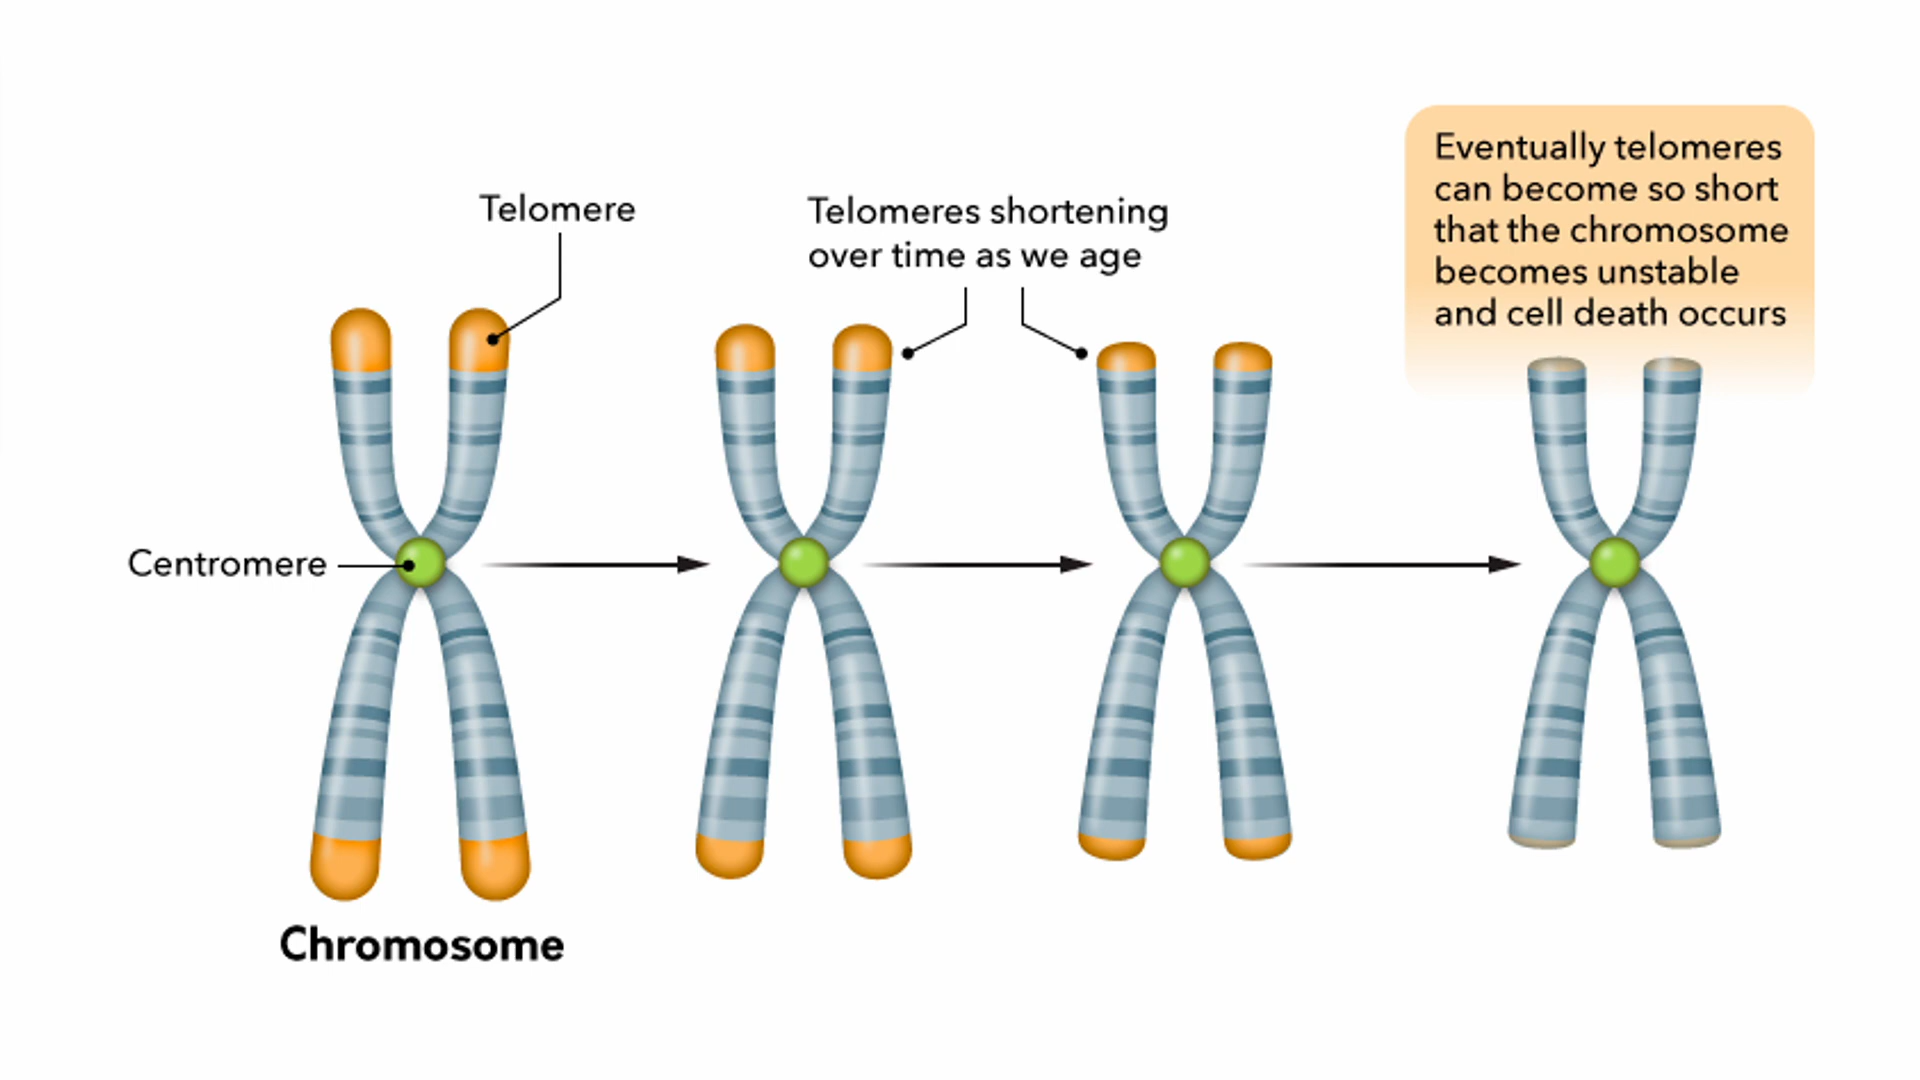 Telomere
Telomeres shortening
over time as we age
Eventually telomeres
can become so short
that the chromosome
becomes unstable
and cell death occurs
Centromere
Chromosome